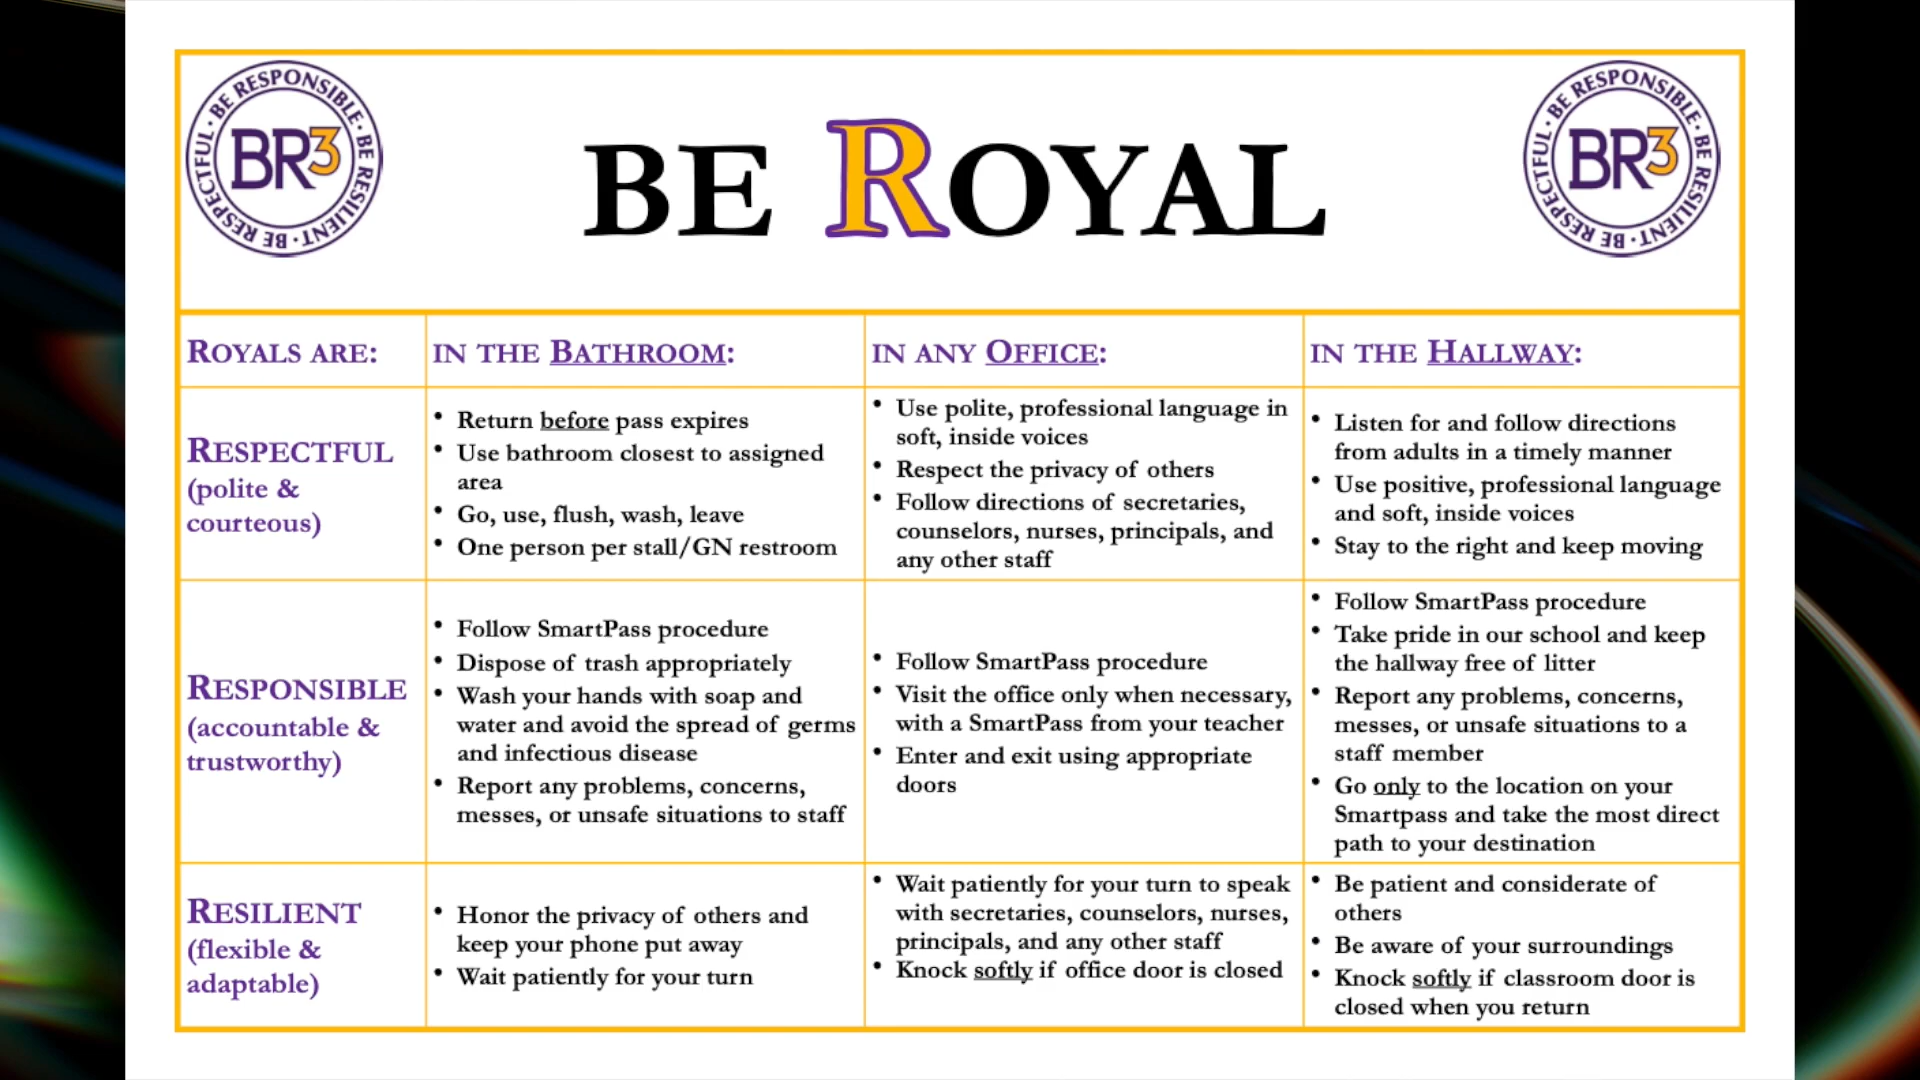 BE RESPONSIBLE · BE RESILIENT · BE RESPECTFUL ·
BR3
BE ROYAL
BE RESPONSIBLE · BE RESILIENT · BE RESPECTFUL ·
BR3
ROYALS ARE:
IN THE BATHROOM:
IN ANY OFFICE:
IN THE HALLWAY:
RESPECTFUL
(polite &
courteous)
• Return before pass expires
• Use bathroom closest to assigned
area
• Go, use, flush, wash, leave
• One person per stall/GN restroom
• Use polite, professional language in
soft, inside voices
• Respect the privacy of others
• Follow directions of secretaries,
counselors, nurses, principals, and
any other staff
• Listen for and follow directions
from adults in a timely manner
• Use positive, professional language
and soft, inside voices
• Stay to the right and keep moving
RESPONSIBLE
(accountable &
trustworthy)
• Follow SmartPass procedure
• Dispose of trash appropriately
• Wash your hands with soap and
water and avoid the spread of germs
and infectious disease
• Report any problems, concerns,
messes, or unsafe situations to staff
• Follow SmartPass procedure
• Visit the office only when necessary,
with a SmartPass from your teacher
• Enter and exit using appropriate
doors
• Follow SmartPass procedure
• Take pride in our school and keep
the hallway free of litter
• Report any problems, concerns,
messes, or unsafe situations to a
staff member
• Go only to the location on your
Smartpass and take the most direct
path to your destination
RESILIENT
(flexible &
adaptable)
• Honor the privacy of others and
keep your phone put away
• Wait patiently for your turn
• Wait patiently for your turn to speak
with secretaries, counselors, nurses,
principals, and any other staff
• Knock softly if office door is closed
• Be patient and considerate of
others
• Be aware of your surroundings
• Knock softly if classroom door is
closed when you return